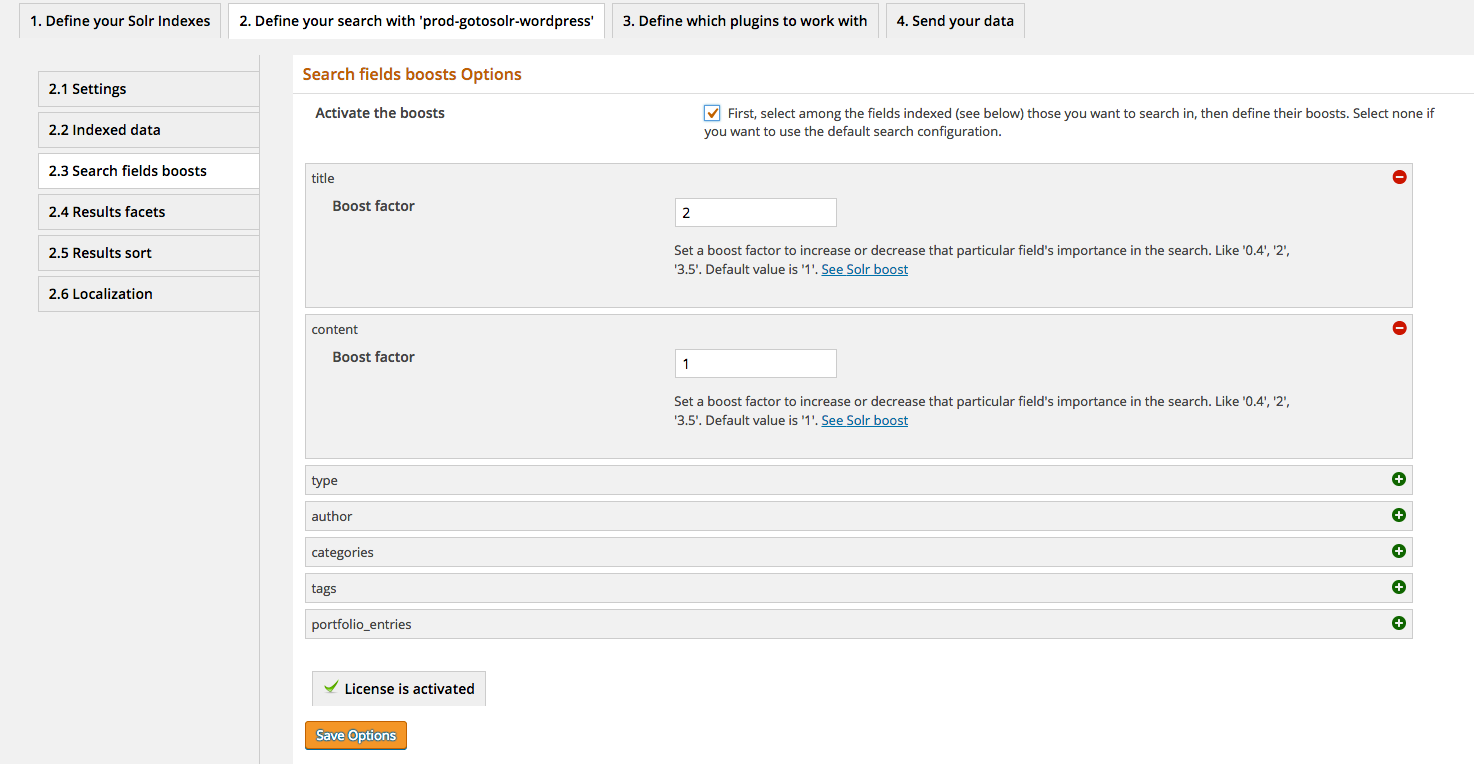 1. Define your Solr Indexes
2. Define your search with 'prod-gotosolr-wordpress'
3. Define which plugins to work with
4. Send your data
2.1 Settings
2.2 Indexed data
2.3 Search fields boosts
2.4 Results facets
2.5 Results sort
2.6 Localization
Search fields boosts Options
Activate the boosts
First, select among the fields indexed (see below) those you want to search in, then define their boosts. Select none if
you want to use the default search configuration.
title
Boost factor
2
Set a boost factor to increase or decrease that particular field's importance in the search. Like '0.4', '2',
'3.5'. Default value is '1'. See Solr boost
content
Boost factor
1
Set a boost factor to increase or decrease that particular field's importance in the search. Like '0.4', '2',
'3.5'. Default value is '1'. See Solr boost
type
author
categories
tags
portfolio_entries
License is activated
Save Options